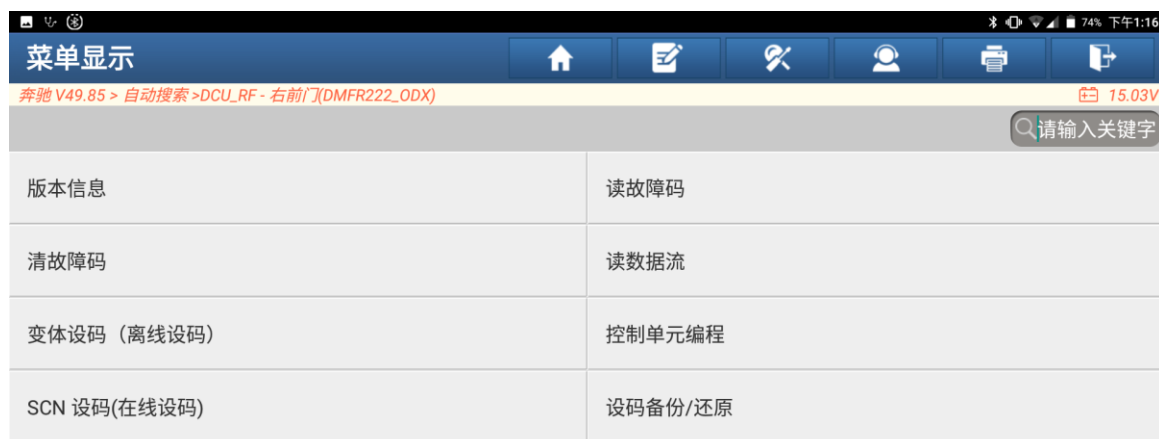 74% 下午1:16
菜单显示
奔驰 V49.85 > 自动搜索 >DCU_RF - 右前门(DMFR222_ODX) 15.03V
请输入关键字
版本信息 读故障码
清故障码 读数据流
变体设码（离线设码） 控制单元编程
SCN 设码(在线设码) 设码备份/还原